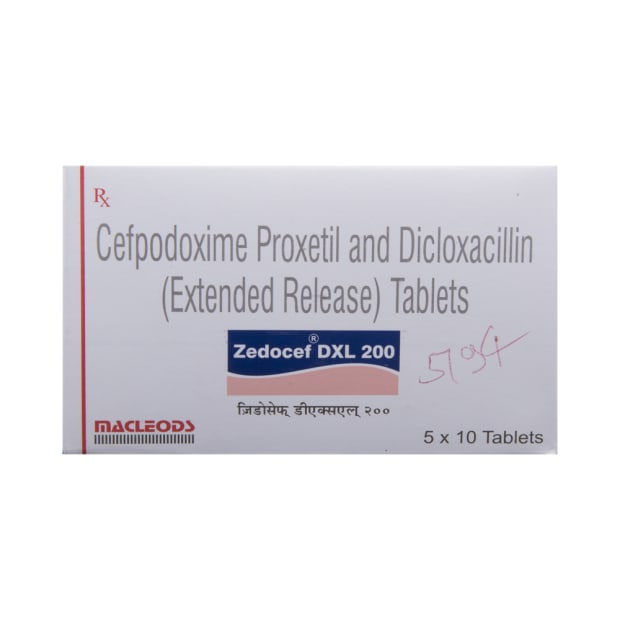 Rx
Cefpodoxime Proxetil and Dicloxacillin
(Extended Release) Tablets
Zedocef® DXL 200
ज़िडोसेफ् डीएक्सएल् २००
MACLEODS
5 x 10 Tablets